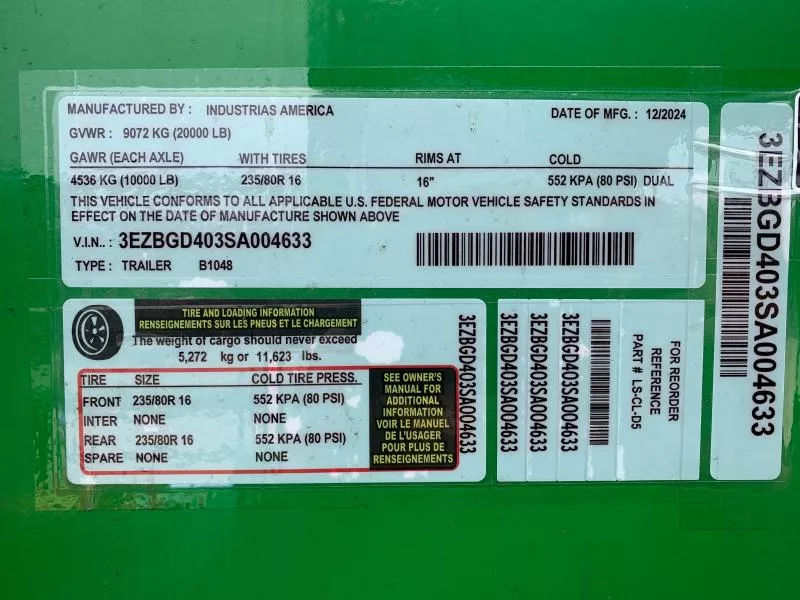 MANUFACTURED BY : INDUSTRIAS AMERICA DATE OF MFG. : 12/2024
GVWR : 9072 KG (20000 LB)
GAWR (EACH AXLE) WITH TIRES RIMS AT COLD
4536 KG (10000 LB) 235/80R 16 16" 552 KPA (80 PSI) DUAL
THIS VEHICLE CONFORMS TO ALL APPLICABLE U.S. FEDERAL MOTOR VEHICLE SAFETY STANDARDS IN
EFFECT ON THE DATE OF MANUFACTURE SHOWN ABOVE
V.I.N.. : 3EZBGD403SA004633
TYPE : TRAILER B1048
3EZBGD403SA004633
TIRE AND LOADING INFORMATION
RENSEIGNEMENTS SUR LES PNEUS ET LE CHARGEMENT
The weight of cargo should never exceed
5,272 kg or 11,623 lbs.
TIRE SIZE COLD TIRE PRESS.
FRONT 235/80R 16 552 KPA (80 PSI)
INTER NONE NONE
REAR 235/80R 16 552 KPA (80 PSI)
SPARE NONE NONE
SEE OWNER'S
MANUAL FOR
ADDITIONAL
INFORMATION
VOIR LE MANUEL
DE L'USAGER
POUR PLUS DE
RENSEIGNEMENTS
3EZBGD403SA004633
3EZBGD403SA004633
3EZBGD403SA004633
3EZBGD403SA004633
FOR REORDER
REFERENCE
PART # LS-CL-D5